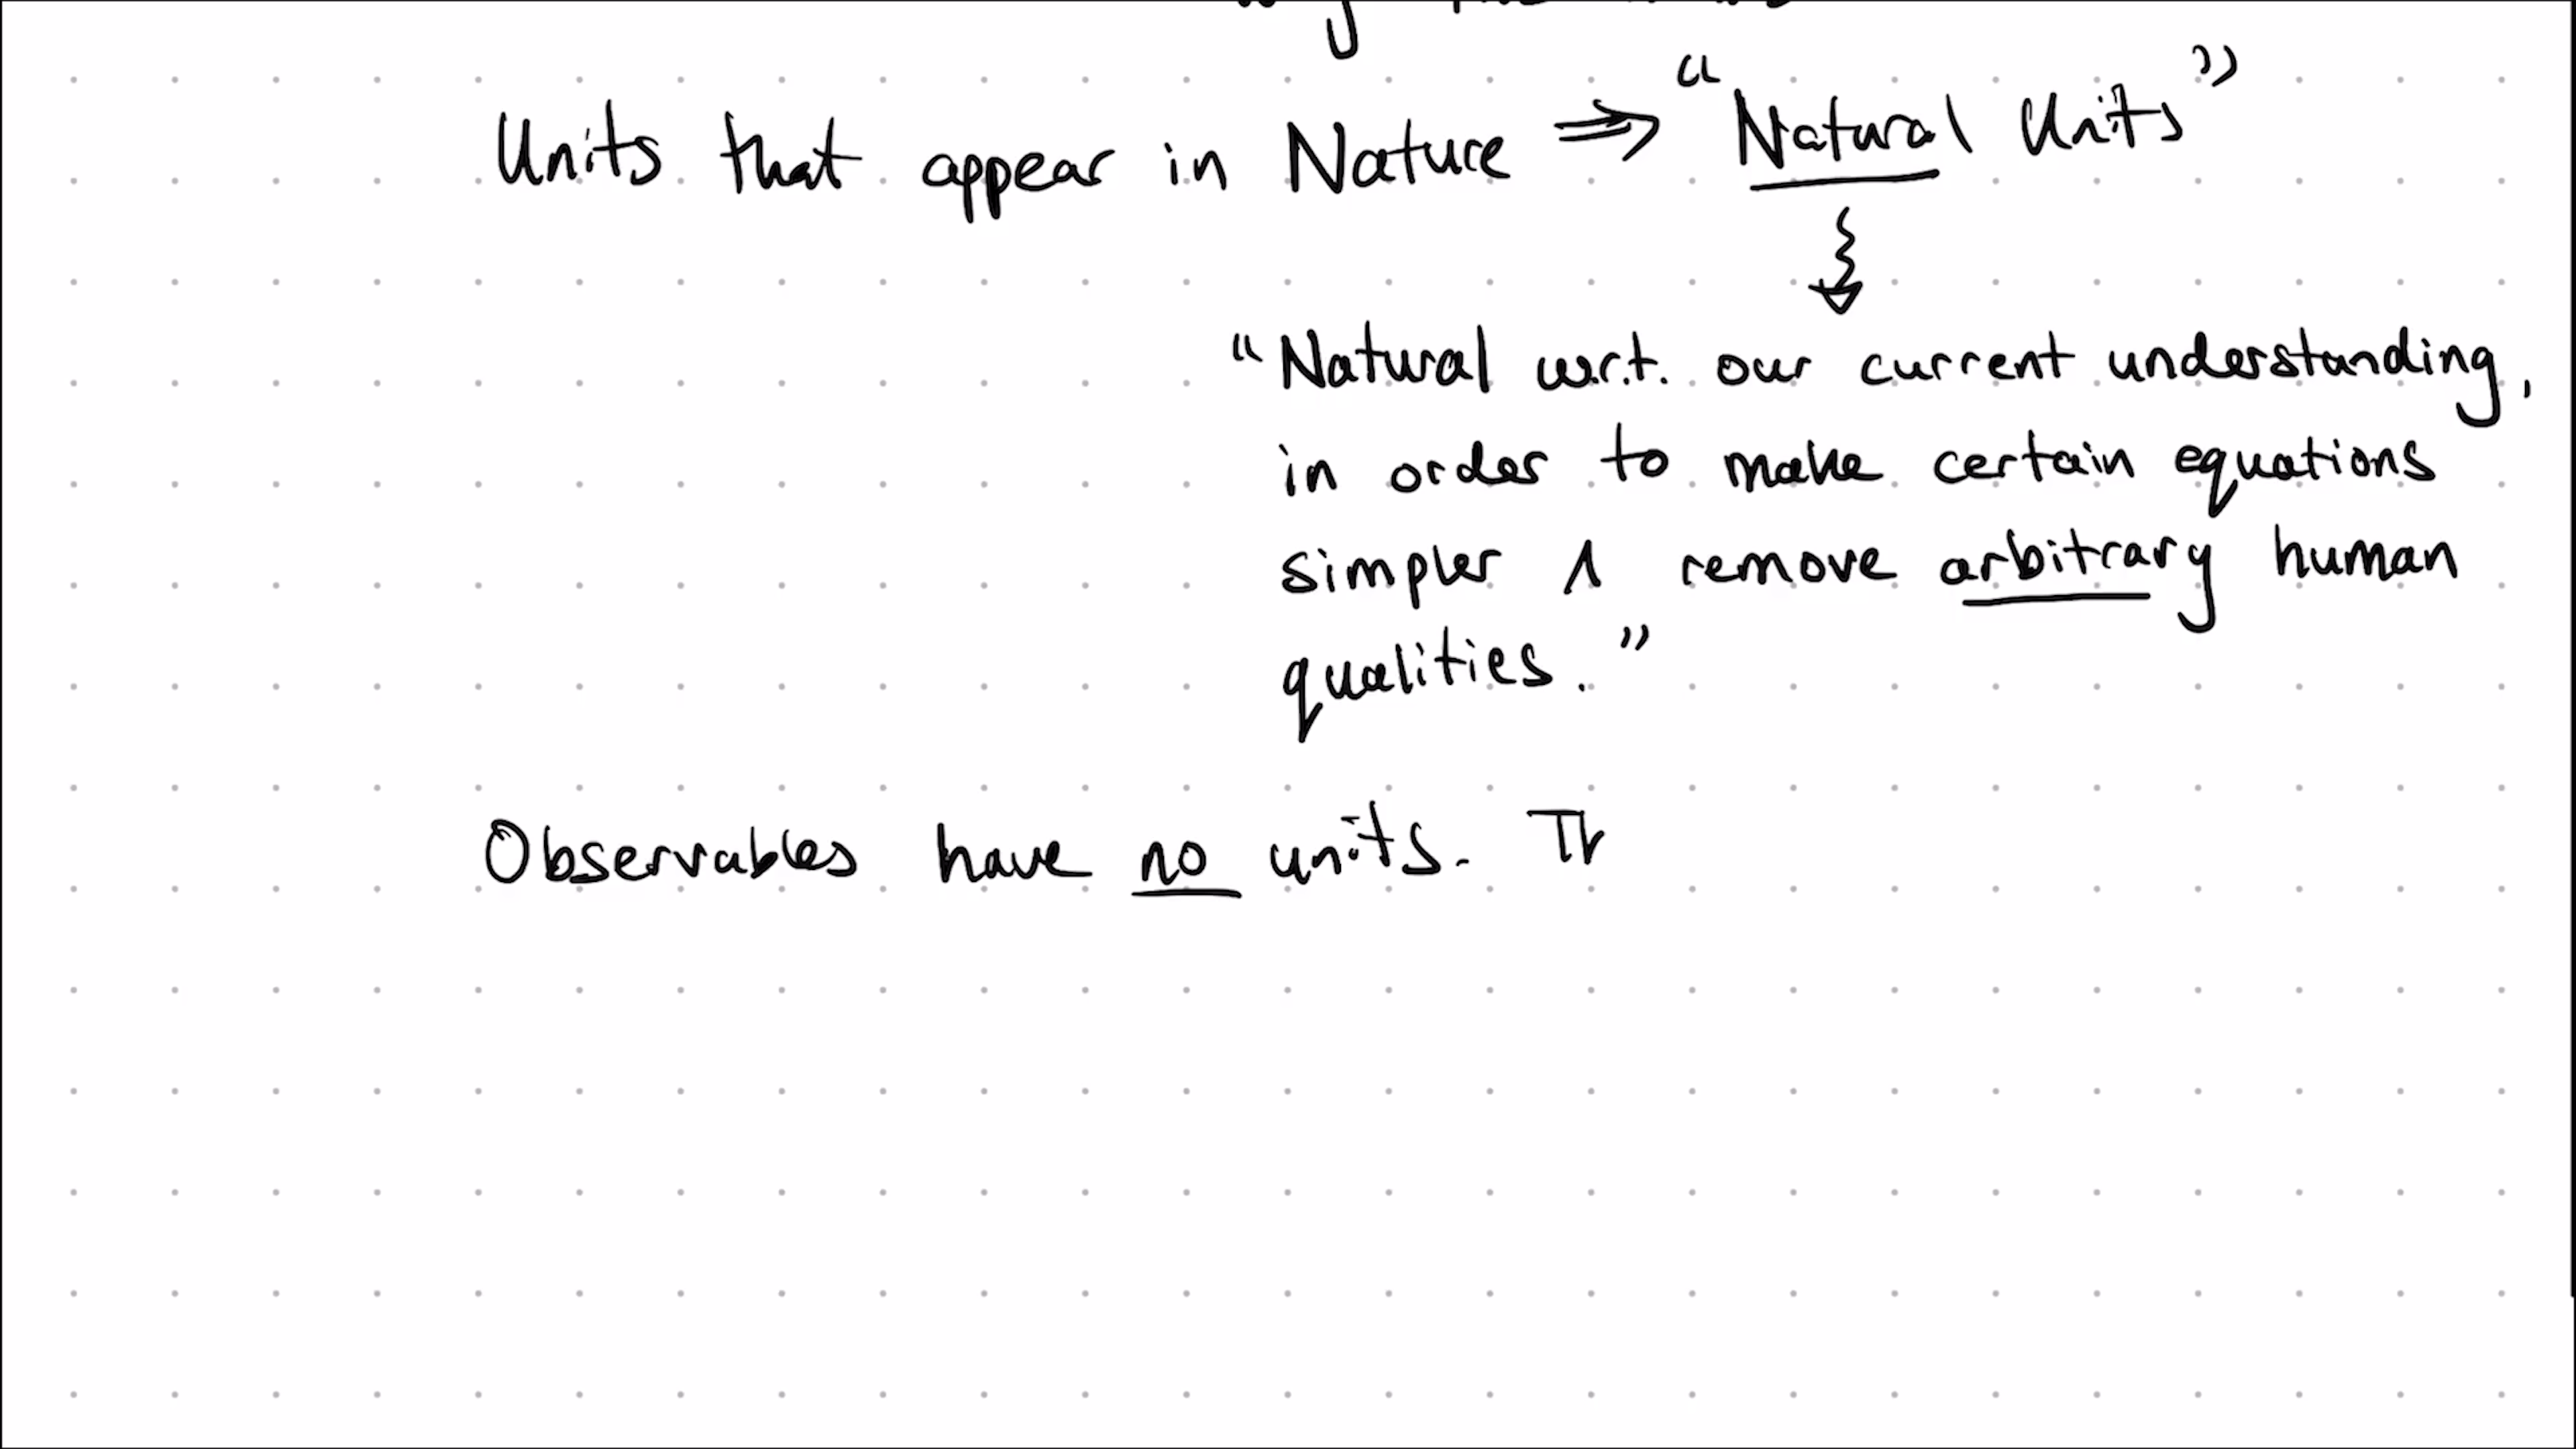 Units that appear in Nature ⇒ “Natural Units”
“Natural w.r.t. our current understanding,
in order to make certain equations
simpler ∧ remove arbitrary human
qualities.”
Observables have no units. Th